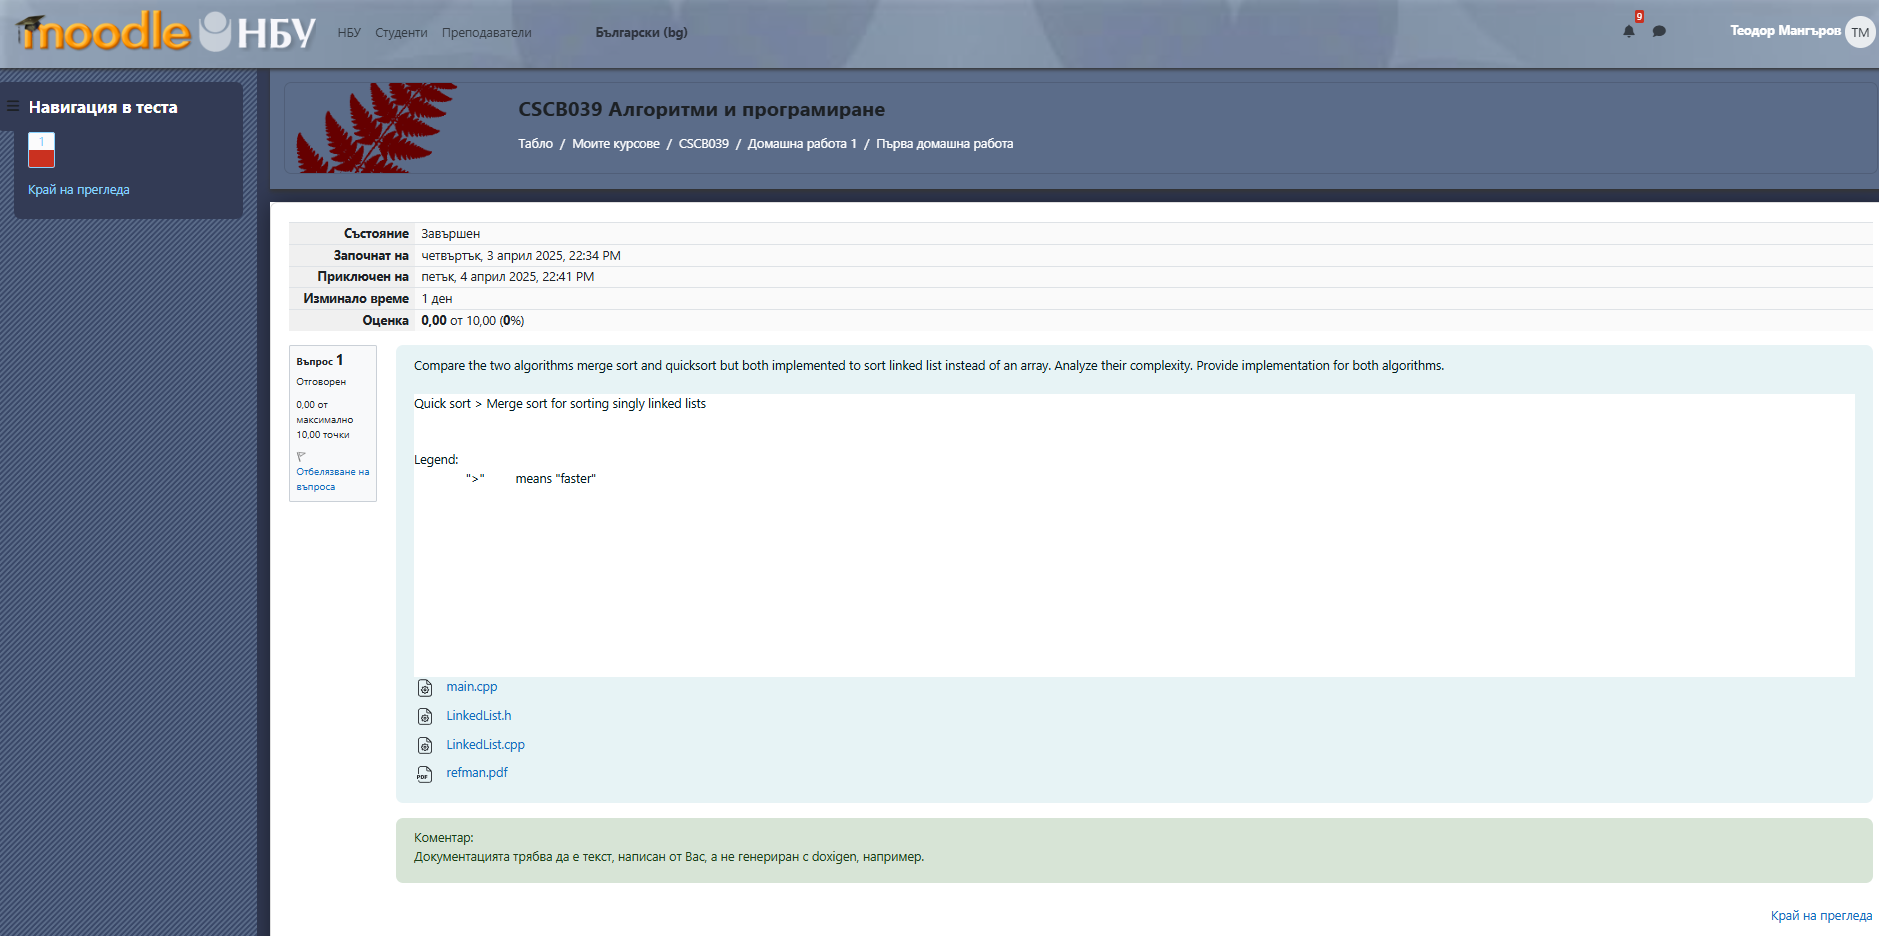 moodle НБУ НБУ Студенти Преподаватели Български (bg) 9 Теодор Мангъров ТМ
Навигация в теста
1
Край на прегледа
CSCB039 Алгоритми и програмиране
Табло / Моите курсове / CSCB039 / Домашна работа 1 / Първа домашна работа
Състояние Завършен
Започнат на четвъртък, 3 април 2025, 22:34 PM
Приключен на петък, 4 април 2025, 22:41 PM
Изминало време 1 ден
Оценка 0,00 от 10,00 (0%)
Въпрос 1
Отговорен
0,00 от
максимално
10,00 точки
Отбелязване на
въпроса
Compare the two algorithms merge sort and quicksort but both implemented to sort linked list instead of an array. Analyze their complexity. Provide implementation for both algorithms.
Quick sort > Merge sort for sorting singly linked lists
Legend:
">" means "faster"
main.cpp
LinkedList.h
LinkedList.cpp
PDF refman.pdf
Коментар:
Документацията трябва да е текст, написан от Вас, а не генериран с doxigen, например.
Край на прегледа